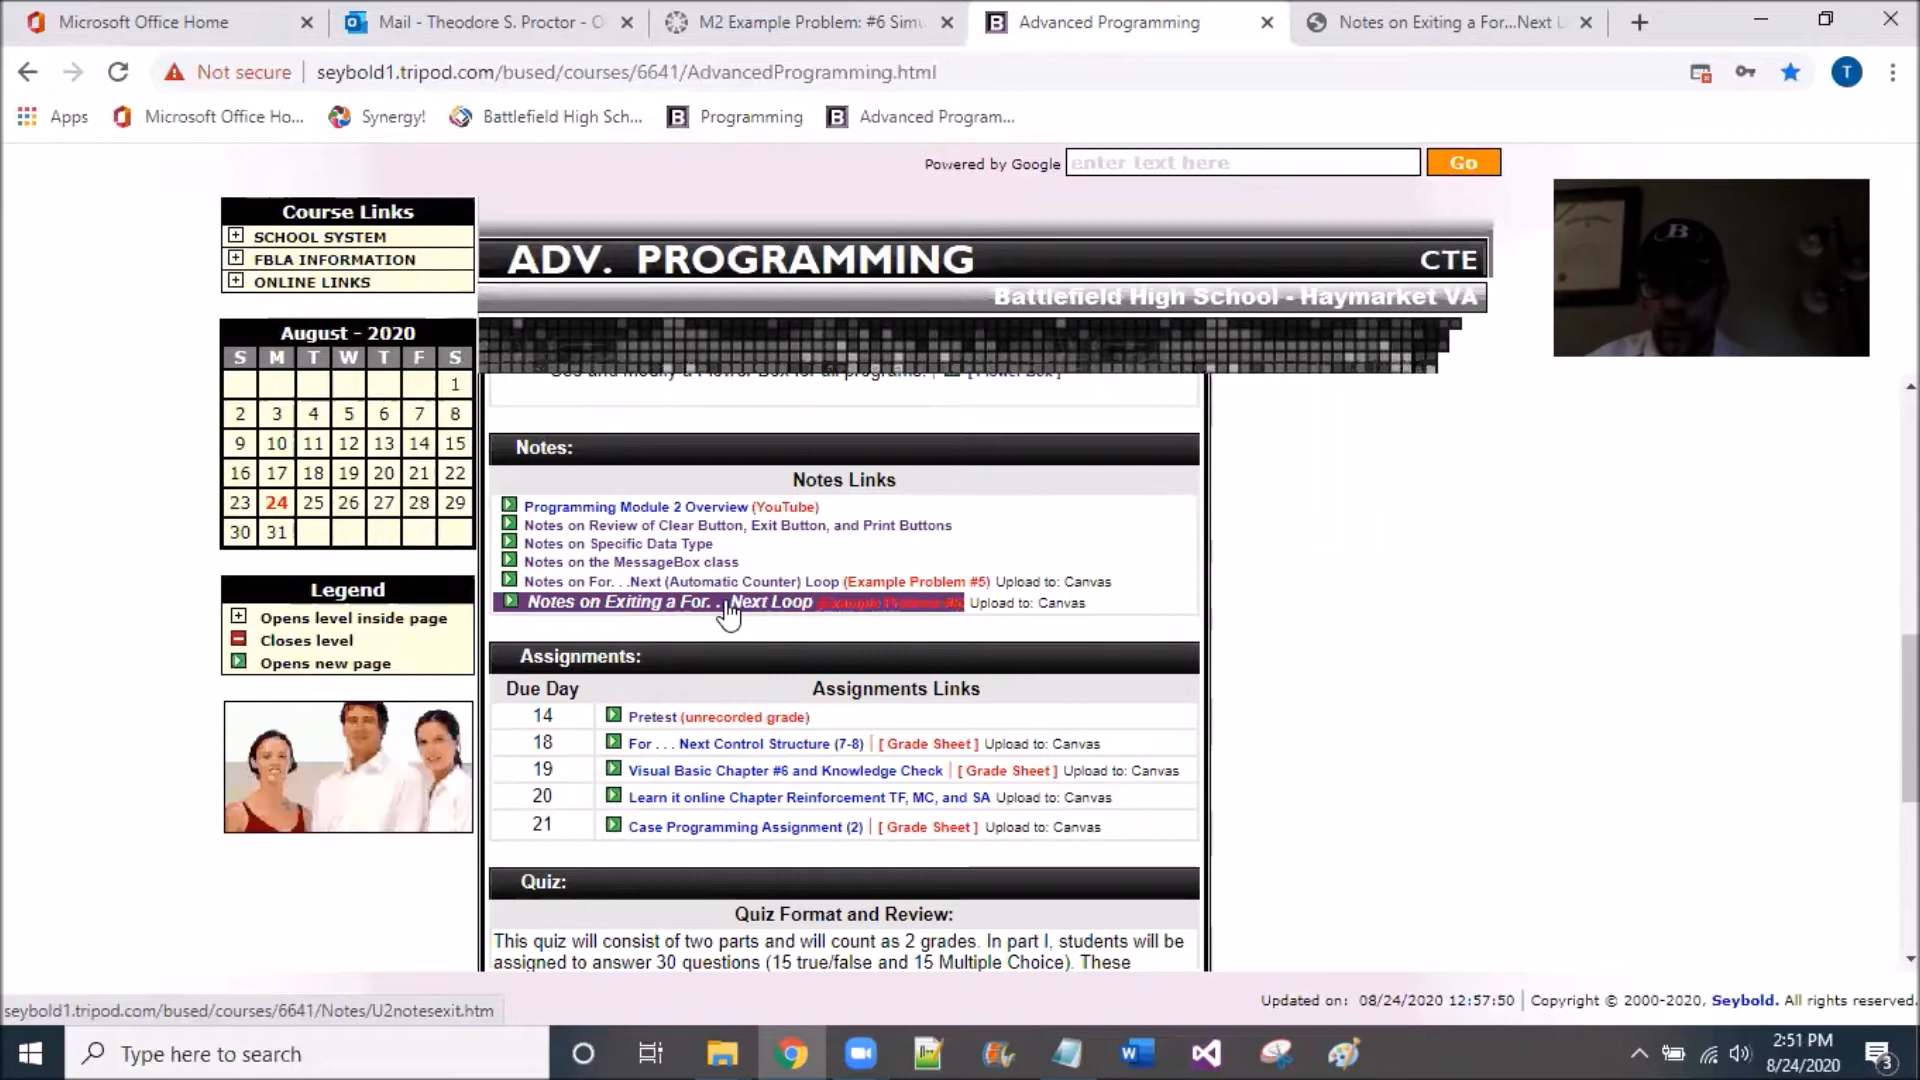 Microsoft Office Home
Mail - Theodore S. Proctor - O
M2 Example Problem: #6 Simu
Advanced Programming
Notes on Exiting a For...Next L
Not secure
seybold1.tripod.com/bused/courses/6641/AdvancedProgramming.html
T
Apps
Microsoft Office Ho...
Synergy!
Battlefield High Sch...
Programming
Advanced Program...
Powered by Google
enter text here
Go
Course Links
SCHOOL SYSTEM
FBLA INFORMATION
ONLINE LINKS
ADV. PROGRAMMING
CTE
Battlefield High School - Haymarket VA
B
August - 2020
S M T W T F S
1
2 3 4 5 6 7 8
9 10 11 12 13 14 15
16 17 18 19 20 21 22
23 24 25 26 27 28 29
30 31
Legend
Opens level inside page
Closes level
Opens new page
Notes:
Notes Links
Programming Module 2 Overview (YouTube)
Notes on Review of Clear Button, Exit Button, and Print Buttons
Notes on Specific Data Type
Notes on the MessageBox class
Notes on For. . .Next (Automatic Counter) Loop (Example Problem #5) Upload to: Canvas
Notes on Exiting a For. . .Next Loop (Example Problem #6) Upload to: Canvas
Assignments:
Due Day Assignments Links
14 Pretest (unrecorded grade)
18 For . . . Next Control Structure (7-8) | [ Grade Sheet ] Upload to: Canvas
19 Visual Basic Chapter #6 and Knowledge Check | [ Grade Sheet ] Upload to: Canvas
20 Learn it online Chapter Reinforcement TF, MC, and SA Upload to: Canvas
21 Case Programming Assignment (2) | [ Grade Sheet ] Upload to: Canvas
Quiz:
Quiz Format and Review:
This quiz will consist of two parts and will count as 2 grades. In part I, students will be
assigned to answer 30 questions (15 true/false and 15 Multiple Choice). These
Updated on: 08/24/2020 12:57:50 | Copyright © 2000-2020, Seybold. All rights reserved.
seybold1.tripod.com/bused/courses/6641/Notes/U2notesexit.htm
Type here to search
2:51 PM
8/24/2020
3